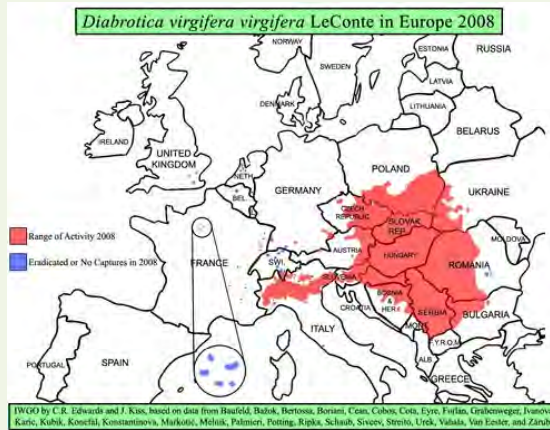 Diabrotica virgifera virgifera LeConte in Europe 2008
NORWAY
SWEDEN
ESTONIA
RUSSIA
LATVIA
LITHUANIA
DENMARK
BELARUS
IRELAND
UNITED
KINGDOM
NETH.
BEL.
GERMANY
POLAND
UKRAINE
CZECH
REPUBLIC
SLOVAK
REP.
MOLDOVA
Range of Activity 2008
Eradicated or No Captures in 2008
FRANCE
SWI.
AUSTRIA
HUNGARY
ROMANIA
SLOVENIA
CROATIA
BOSNIA
&
HER.
SERBIA
BULGARIA
ITALY
ALB.
GREECE
PORTUGAL
SPAIN
IWGO by C.R. Edwards and J. Kiss, based on data from Baufeld, Bažok, Bertossa, Boriani, Cean, Cobos, Cota, Eyre, Furlan, Grabenweger, Ivanova
Karic, Kubik, Konefal, Konstantinova, Markotic, Melnik, Palmieri, Potting, Ripka, Schaub, Sivcev, Streito, Urek, Vahala, Van Eester, and